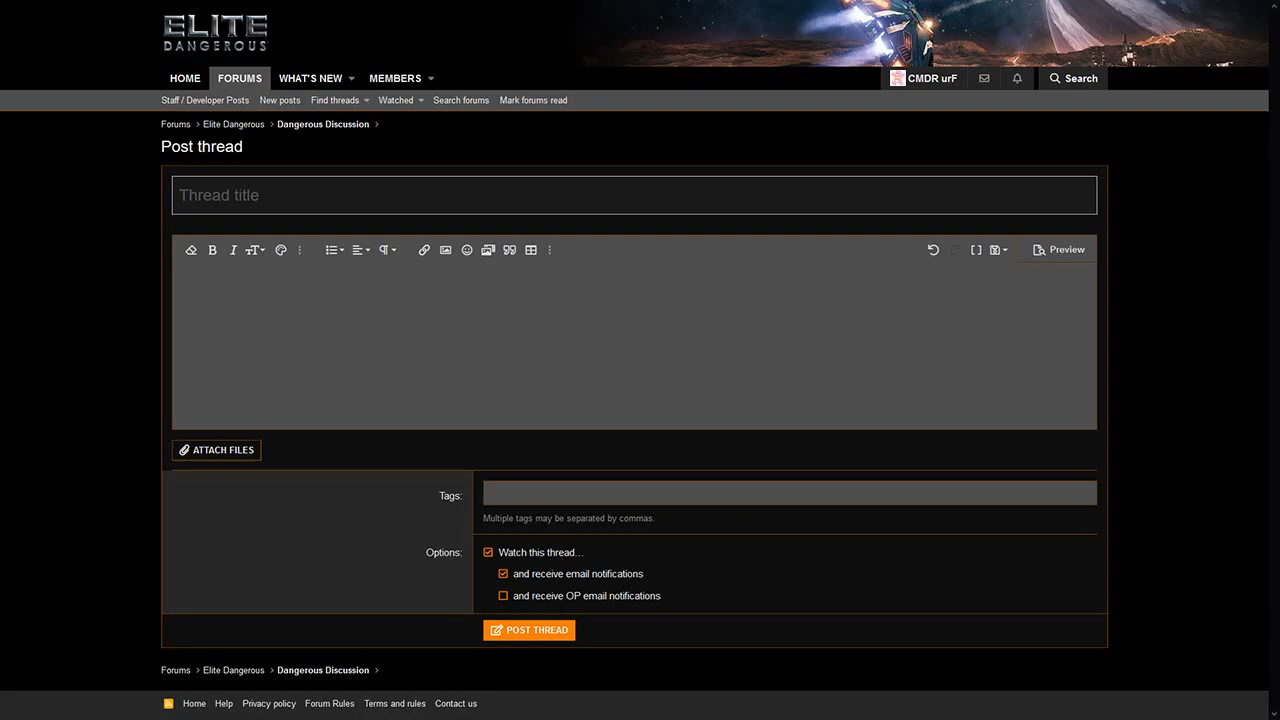 ELITE
DANGEROUS
HOME FORUMS WHAT'S NEW MEMBERS CMDR urF Search
Staff / Developer Posts New posts Find threads Watched Search forums Mark forums read
Forums > Elite Dangerous > Dangerous Discussion >
Post thread
Thread title
Preview
ATTACH FILES
Tags:
Multiple tags may be separated by commas.
Options: Watch this thread...
and receive email notifications
and receive OP email notifications
POST THREAD
Forums > Elite Dangerous > Dangerous Discussion >
Home Help Privacy policy Forum Rules Terms and rules Contact us